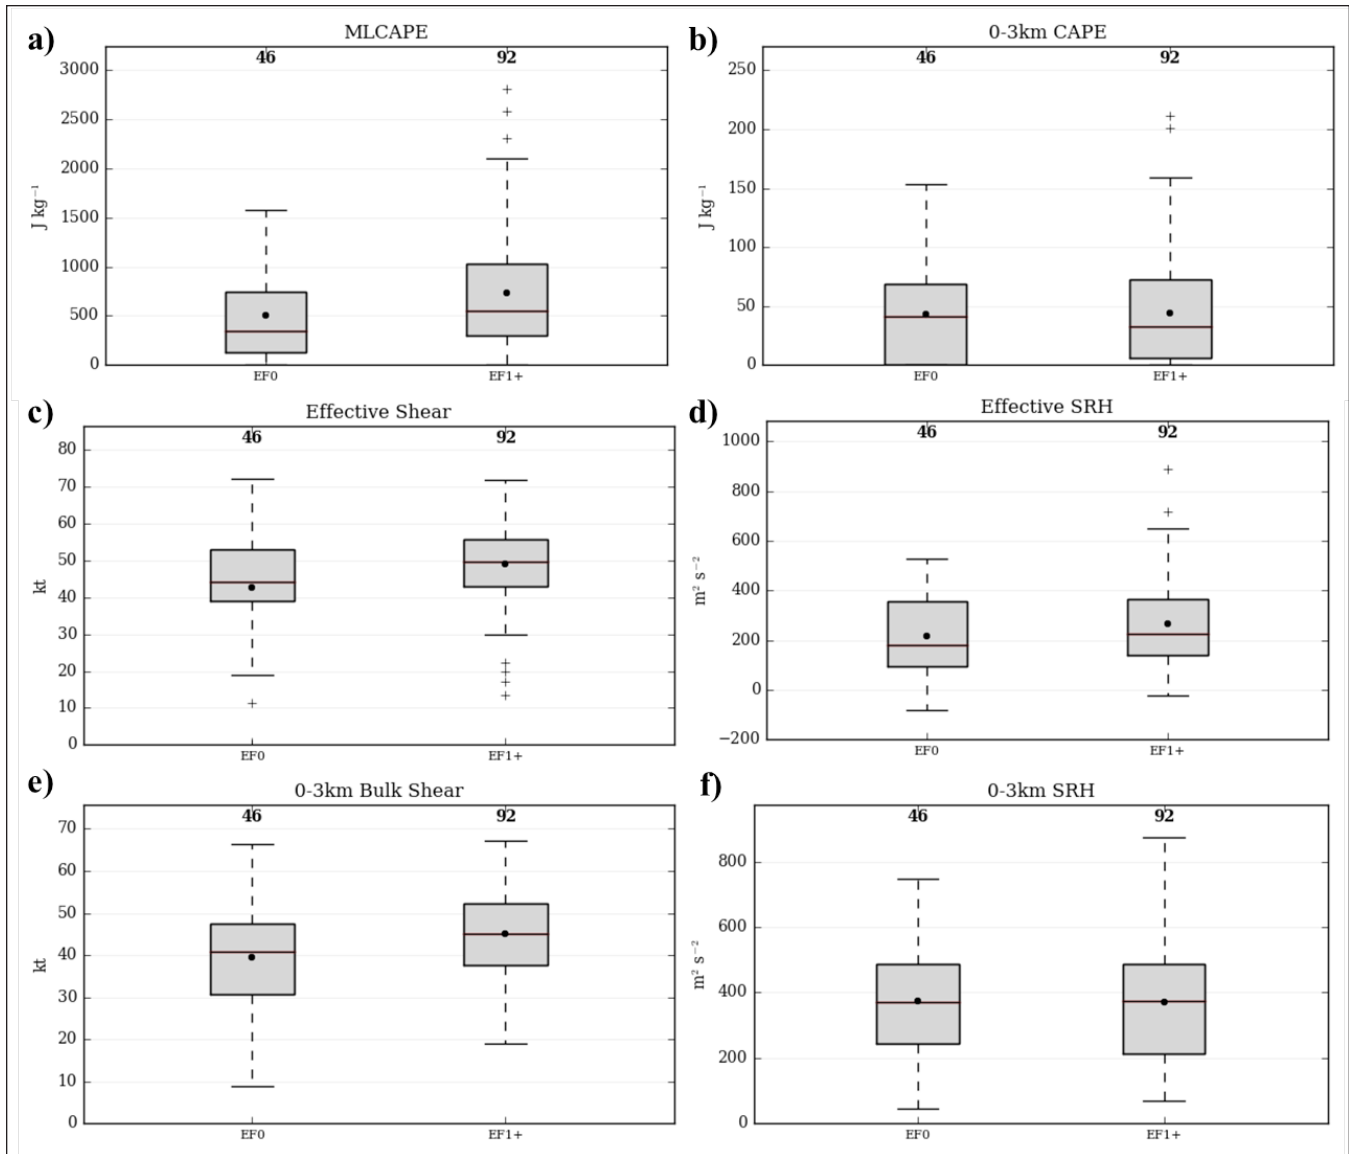 a)
MLCAPE
46 92
3000
2500
2000
1500
1000
500
0
J kg⁻¹
EF0 EF1+
b)
0-3km CAPE
46 92
250
200
150
100
50
0
J kg⁻¹
EF0 EF1+
c)
Effective Shear
46 92
80
70
60
50
40
30
20
10
0
kt
EF0 EF1+
d)
Effective SRH
46 92
1000
800
600
400
200
0
−200
m² s⁻²
EF0 EF1+
e)
0-3km Bulk Shear
46 92
70
60
50
40
30
20
10
0
kt
EF0 EF1+
f)
0-3km SRH
46 92
800
600
400
200
0
m² s⁻²
EF0 EF1+